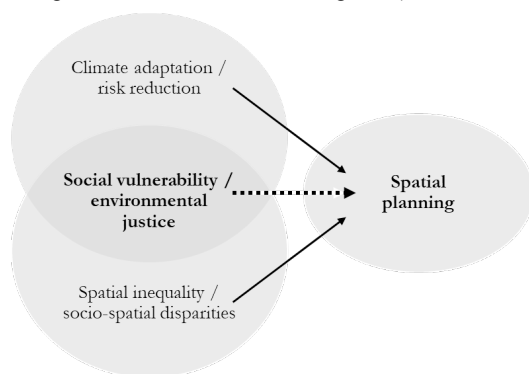 Climate adaptation /
risk reduction
Social vulnerability /
environmental
justice
Spatial
planning
Spatial inequality /
socio-spatial disparities